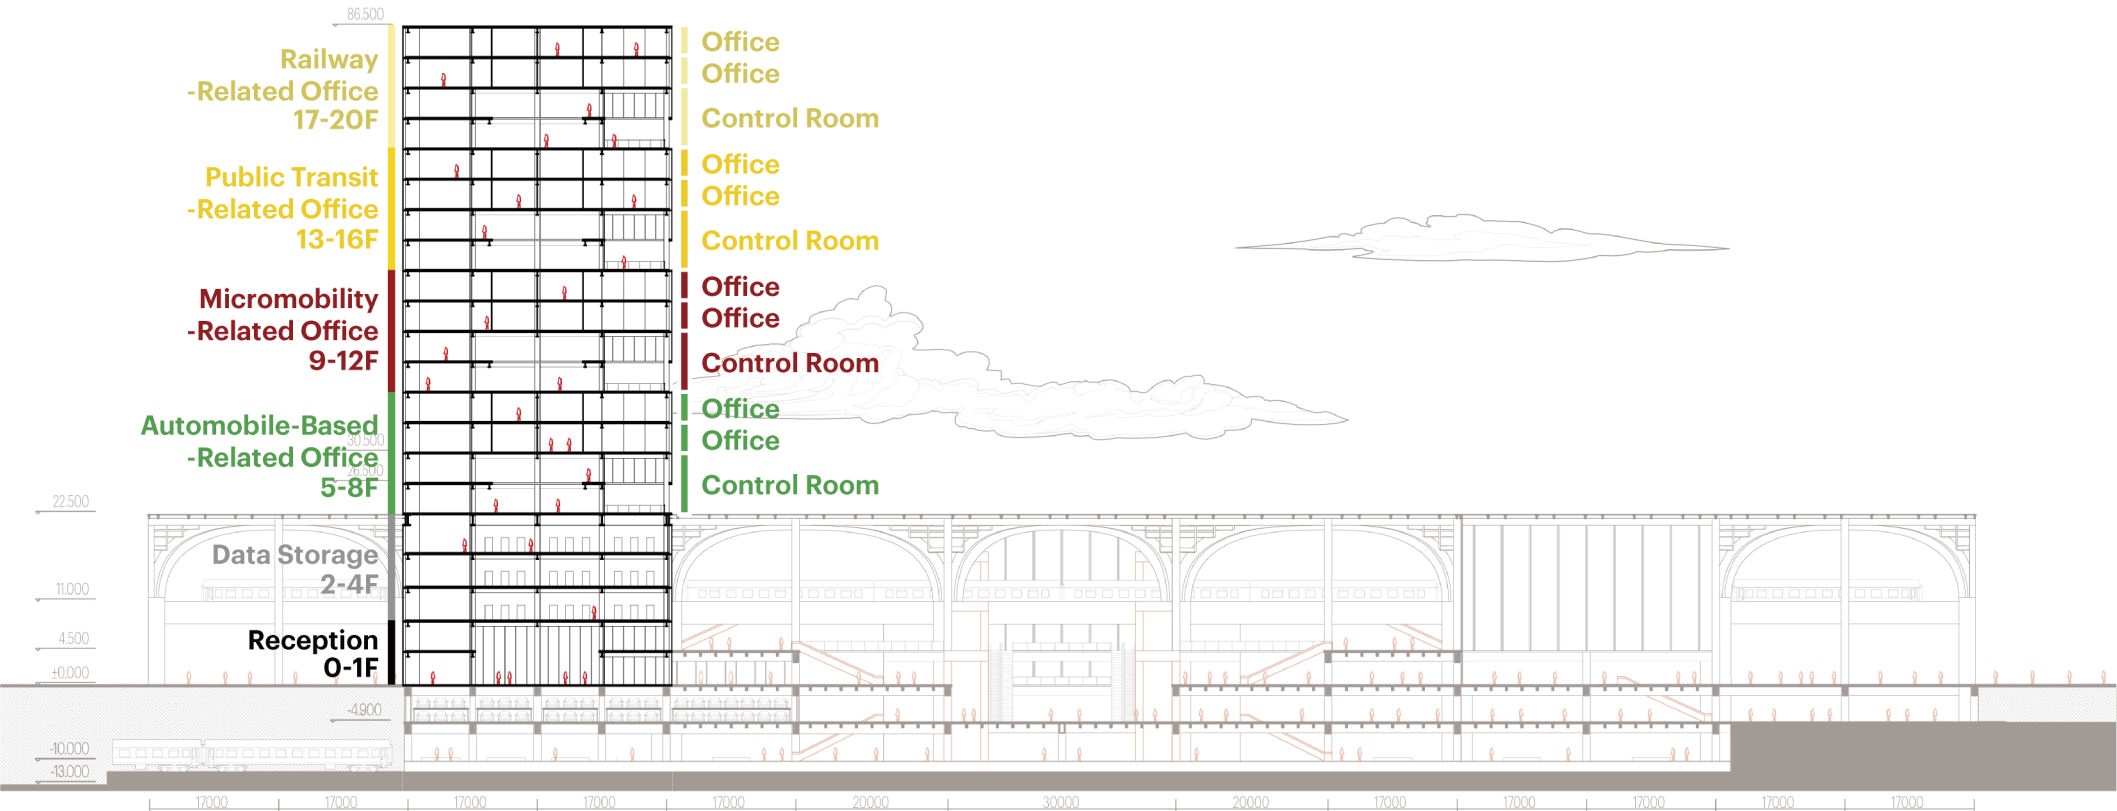 86.500
Railway
-Related Office
17-20F
Office
Office
Control Room
Public Transit
-Related Office
13-16F
Office
Office
Control Room
Micromobility
-Related Office
9-12F
Office
Office
Control Room
Automobile-Based
30.500
-Related Office
26.500
5-8F
Office
Office
Control Room
22.500
Data Storage
2-4F
11.000
4.500
Reception
0-1F
±0.000
-4.900
-10.000
-13.000
17000 17000 17000 17000 17000 20000 30000 20000 17000 17000 17000 17000 17000